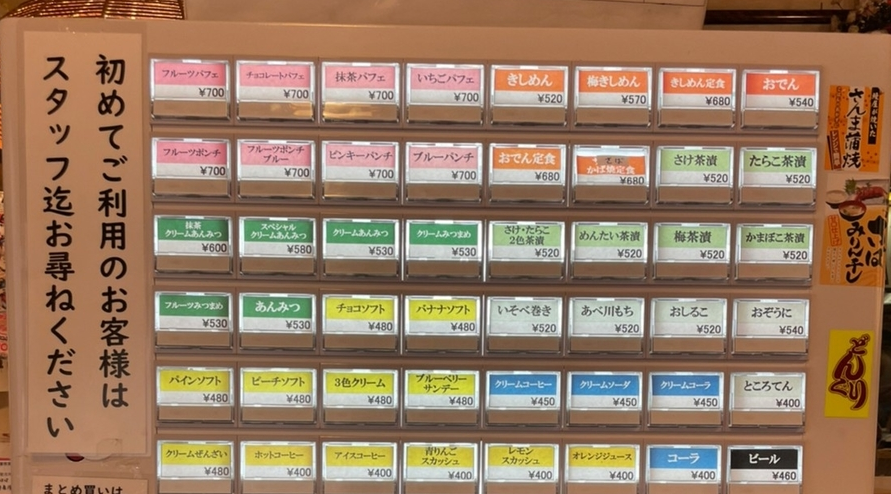 初めてご利用のお客様は
スタッフ迄お尋ねください
フルーツパフェ ¥700
チョコレートパフェ ¥700
抹茶パフェ ¥700
いちごパフェ ¥700
きしめん ¥520
梅きしめん ¥570
きしめん定食 ¥680
おでん ¥540
フルーツポンチ ¥700
フルーツポンチ
ブルー ¥700
ピンキーパンチ ¥700
ブルーパンチ ¥700
おでん定食 ¥680
かば焼定食 ¥680
さけ茶漬 ¥520
たらこ茶漬 ¥520
抹茶
クリームあんみつ ¥600
スペシャル
クリームあんみつ ¥580
クリームあんみつ ¥530
クリームみつまめ ¥530
さけ・たらこ
2色茶漬 ¥520
めんたい茶漬 ¥520
梅茶漬 ¥520
かまぼこ茶漬 ¥520
フルーツみつまめ ¥530
あんみつ ¥530
チョコソフト ¥480
バナナソフト ¥480
いそべ巻き ¥520
あべ川もち ¥520
おしるこ ¥520
おぞうに ¥540
パインソフト ¥480
ピーチソフト ¥480
3色クリーム ¥480
ブルーベリー
サンデー ¥480
クリームコーヒー ¥450
クリームソーダ ¥450
クリームコーラ ¥450
ところてん ¥400
クリームぜんざい ¥480
ホットコーヒー ¥400
アイスコーヒー ¥400
青りんご
スカッシュ ¥400
レモン
スカッシュ ¥400
オレンジジュース ¥400
コーラ ¥400
ビール ¥460
さんま蒲焼
みりん干し
どんぐり
まとめ買いは